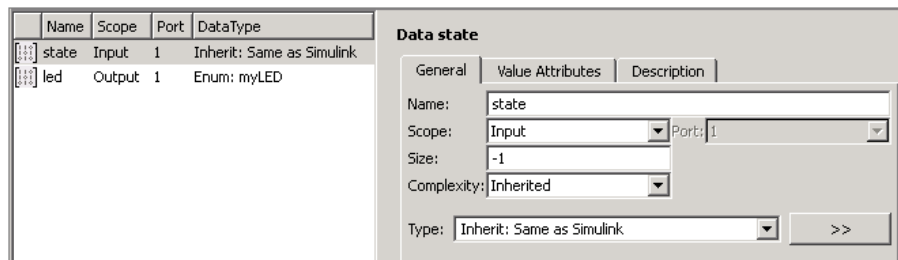 Name Scope Port DataType
state Input 1 Inherit: Same as Simulink
led Output 1 Enum: myLED
Data state
General Value Attributes Description
Name: state
Scope: Input Port: 1
Size: -1
Complexity: Inherited
Type: Inherit: Same as Simulink >>